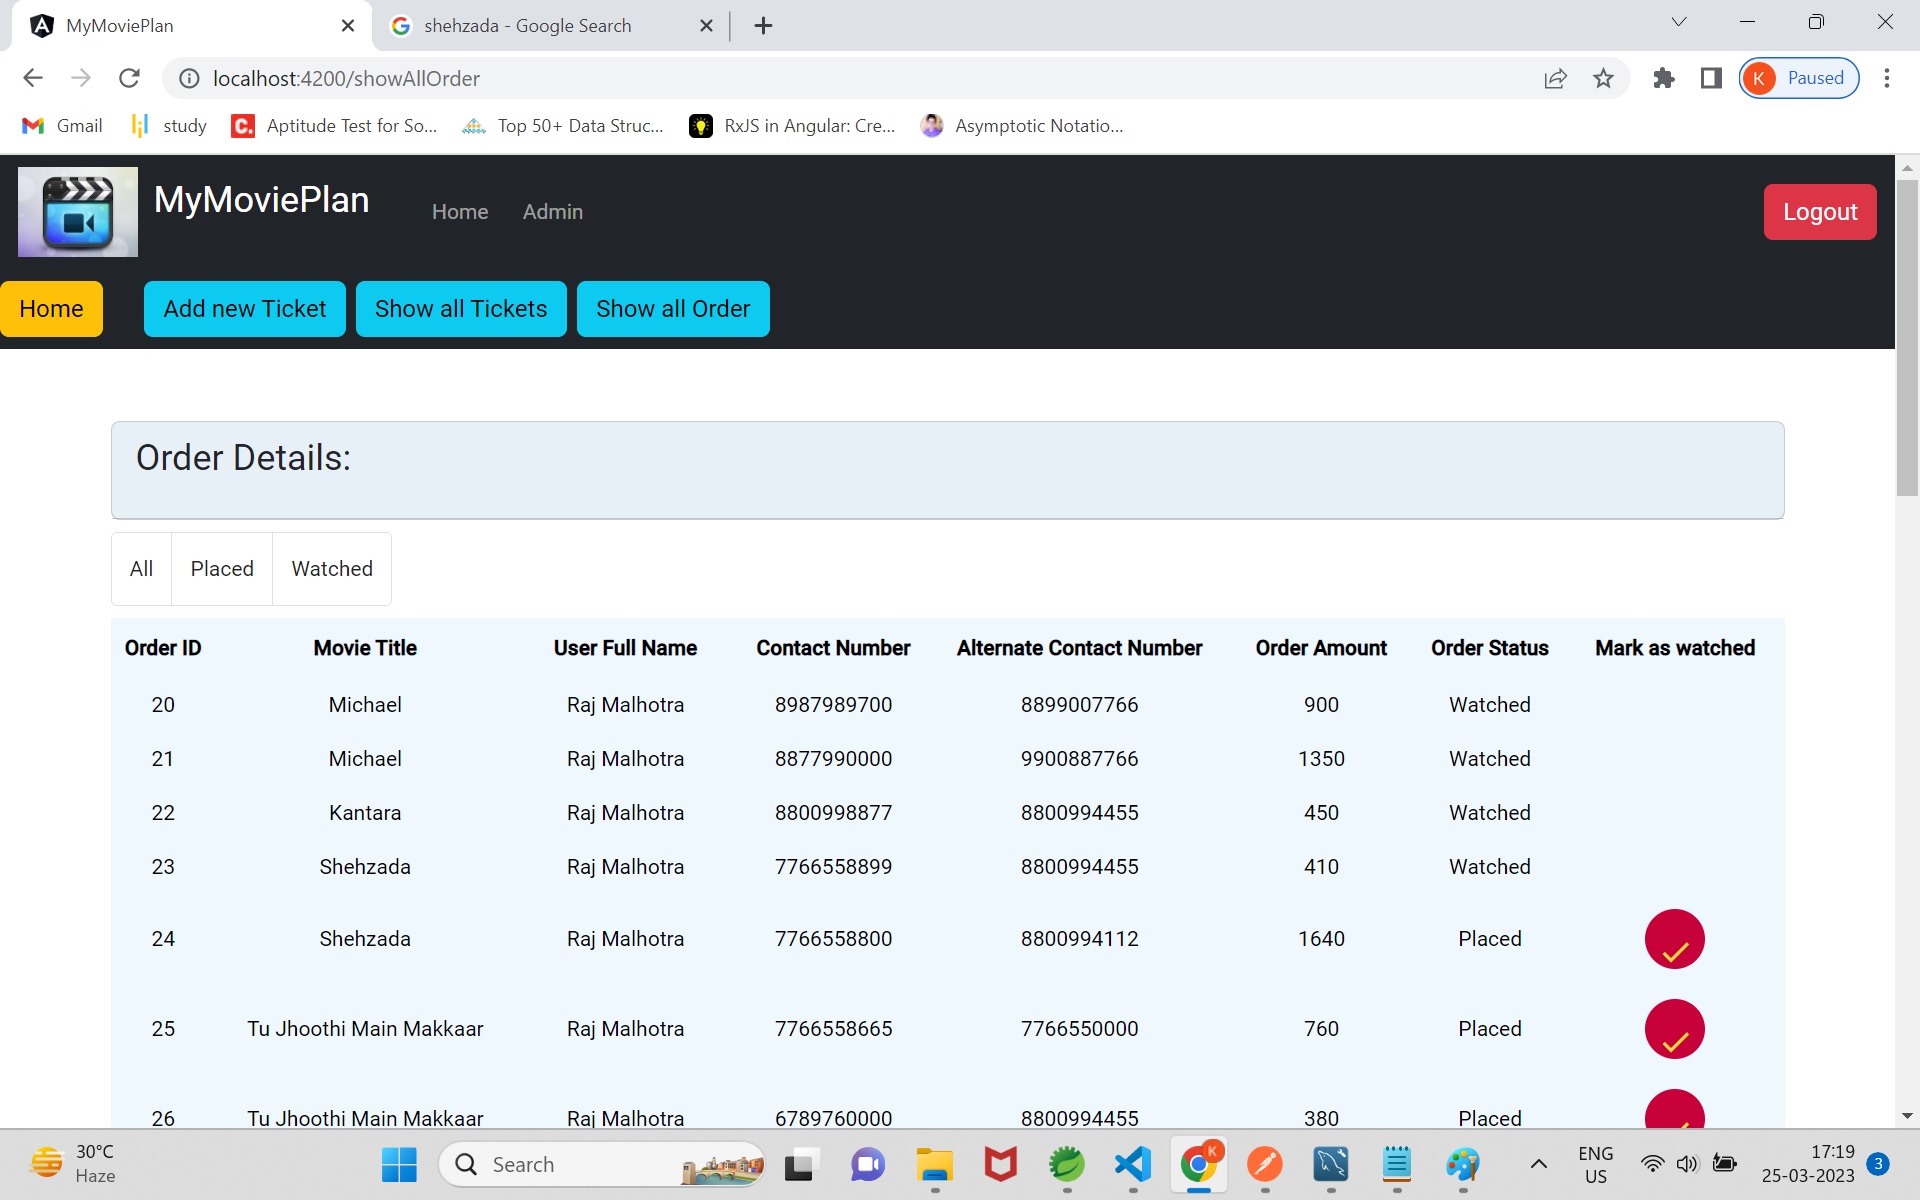 MyMoviePlan
shehzada - Google Search
localhost:4200/showAllOrder
K Paused
Gmail study C. Aptitude Test for So... Top 50+ Data Struc... RxJS in Angular: Cre... Asymptotic Notatio...
MyMoviePlan Home Admin Logout
Home Add new Ticket Show all Tickets Show all Order
Order Details:
All Placed Watched
Order ID Movie Title User Full Name Contact Number Alternate Contact Number Order Amount Order Status Mark as watched
20 Michael Raj Malhotra 8987989700 8899007766 900 Watched
21 Michael Raj Malhotra 8877990000 9900887766 1350 Watched
22 Kantara Raj Malhotra 8800998877 8800994455 450 Watched
23 Shehzada Raj Malhotra 7766558899 8800994455 410 Watched
24 Shehzada Raj Malhotra 7766558800 8800994112 1640 Placed
25 Tu Jhoothi Main Makkaar Raj Malhotra 7766558665 7766550000 760 Placed
26 Tu Jhoothi Main Makkaar Raj Malhotra 6789760000 8800994455 380 Placed
30°C
Haze
Search
K
ENG
US
17:19
25-03-2023
3